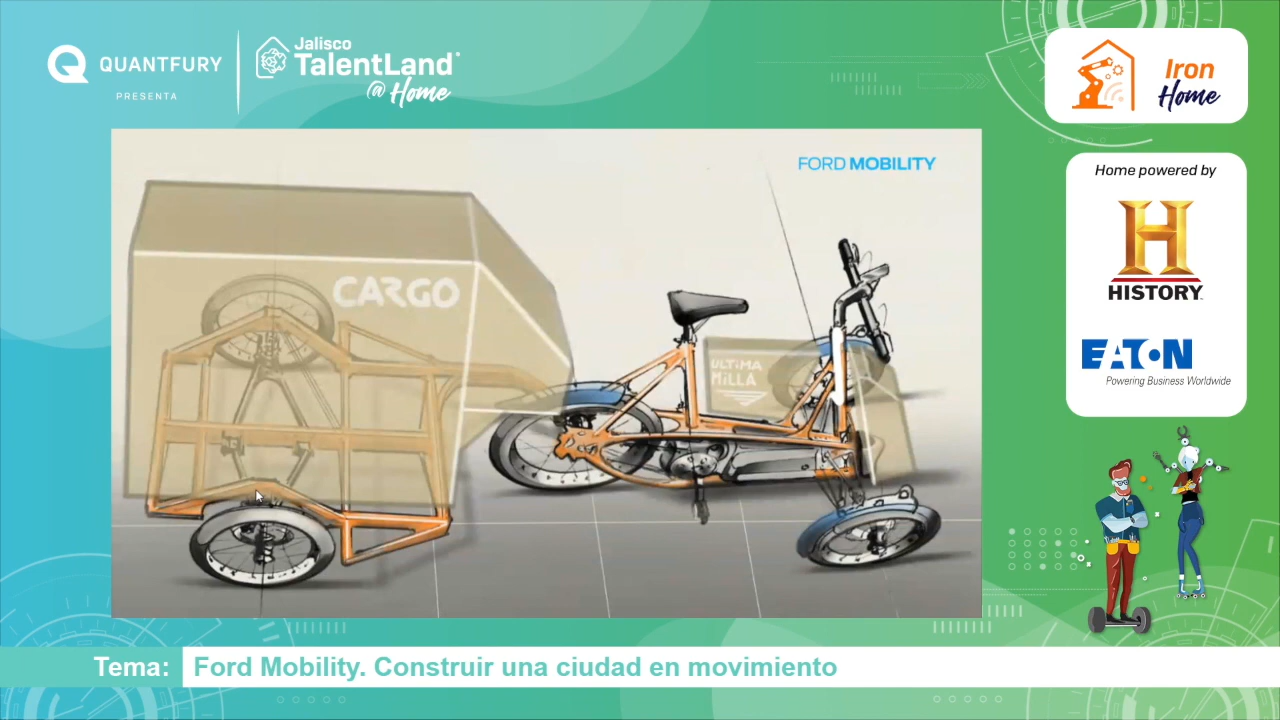 QUANTFURY
PRESENTA
Jalisco
TalentLand
@ Home
Iron
Home
Home powered by
H
HISTORY
EATON
Powering Business Worldwide
FORD MOBILITY
CARGO
ULTIMA
MILLA
Tema: Ford Mobility. Construir una ciudad en movimiento